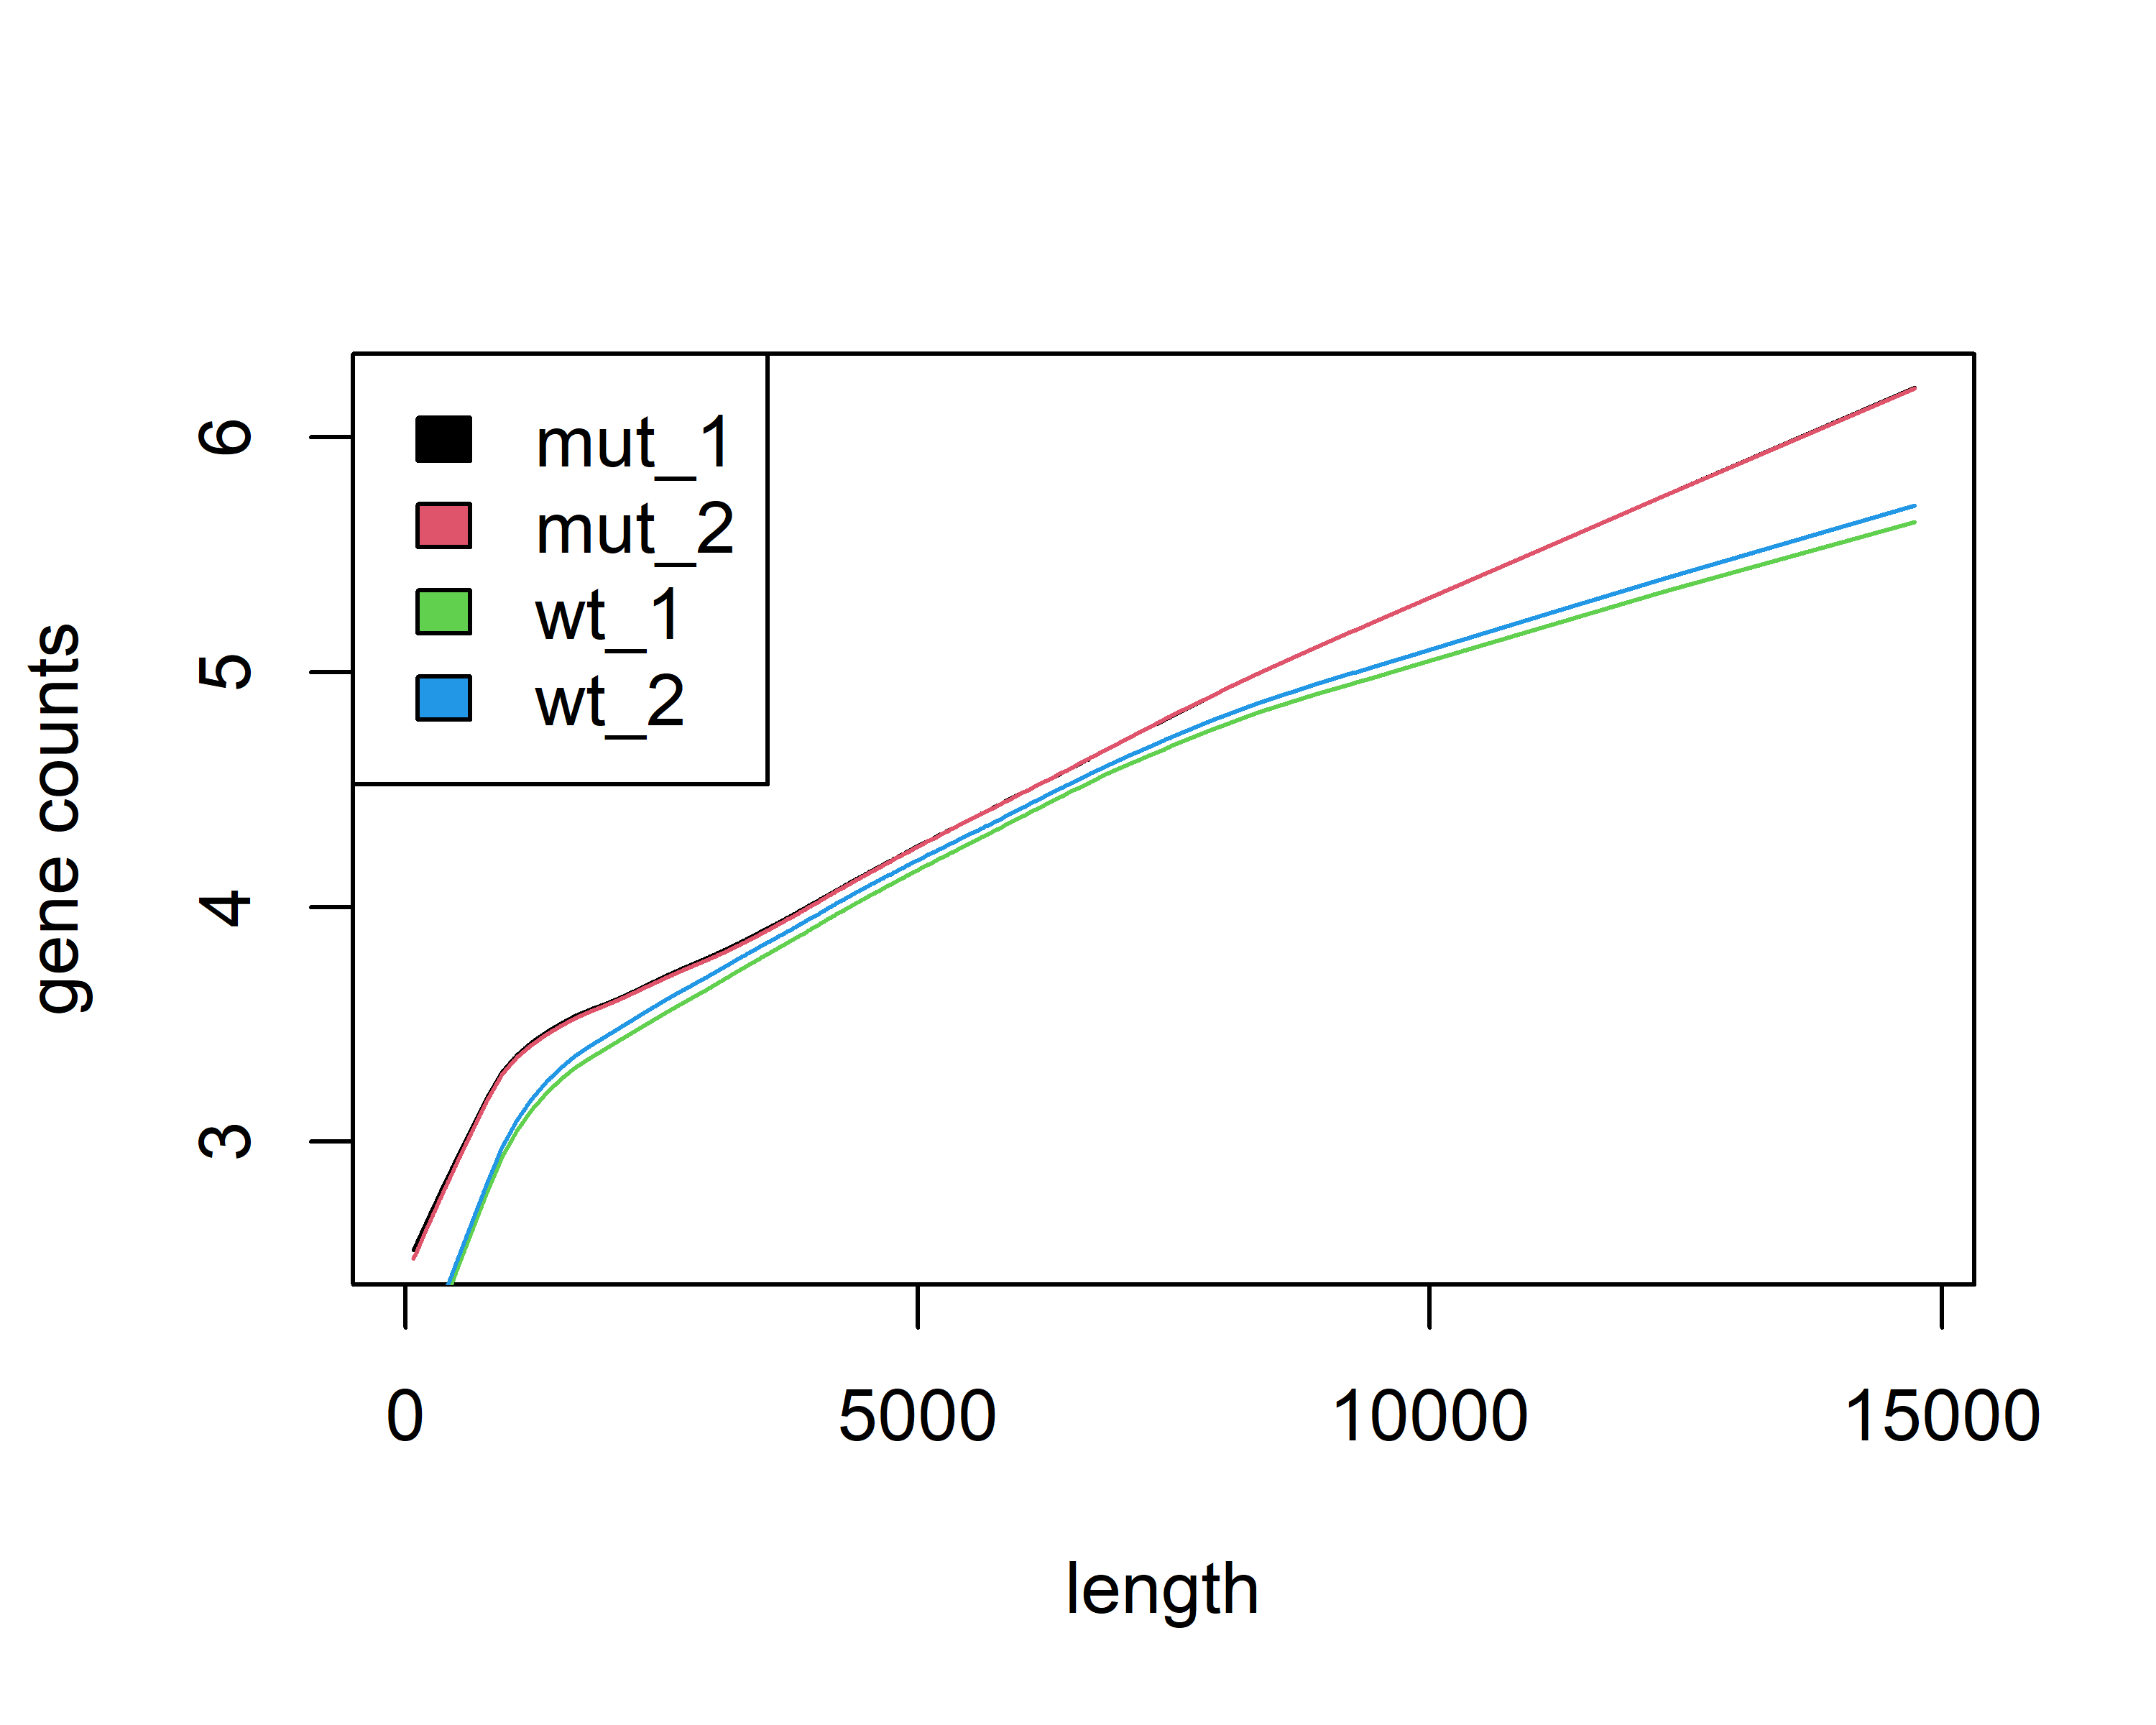 mut_1
mut_2
wt_1
wt_2
6
5
4
3
gene counts
0 5000 10000 15000
length